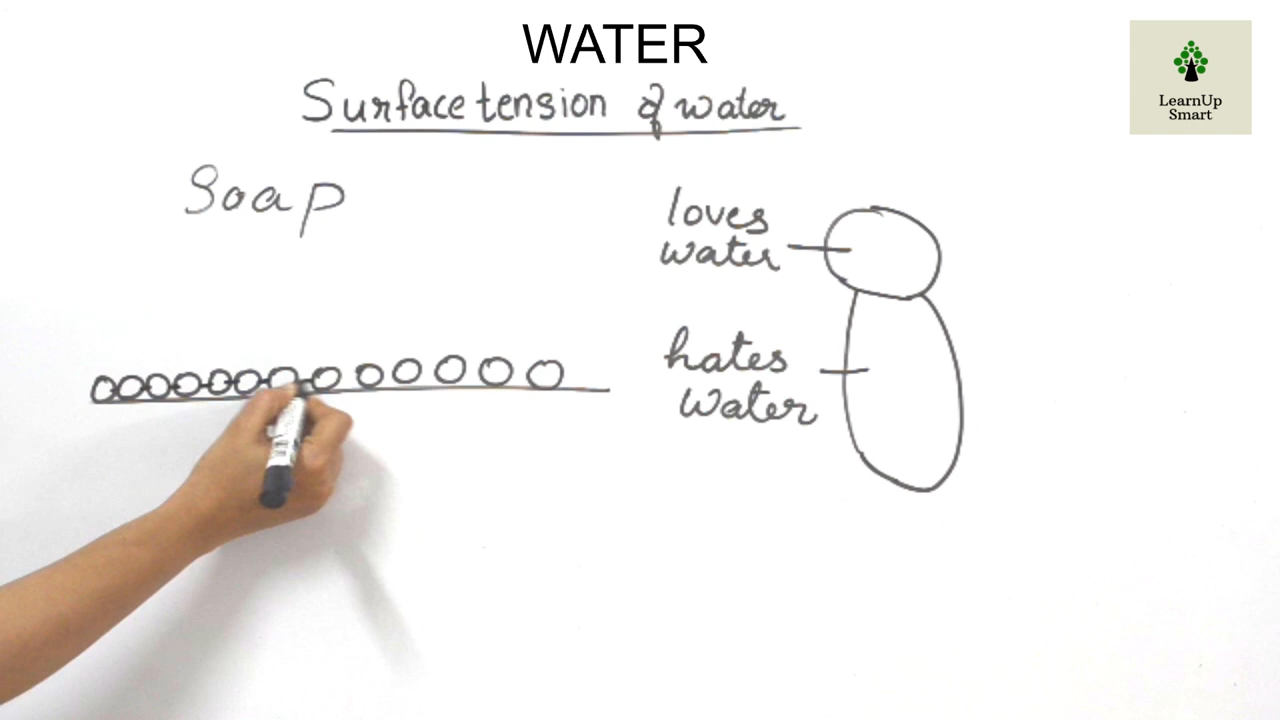 WATER
Surface tension of water
Soap
loves
water
hates
water
LearnUp
Smart